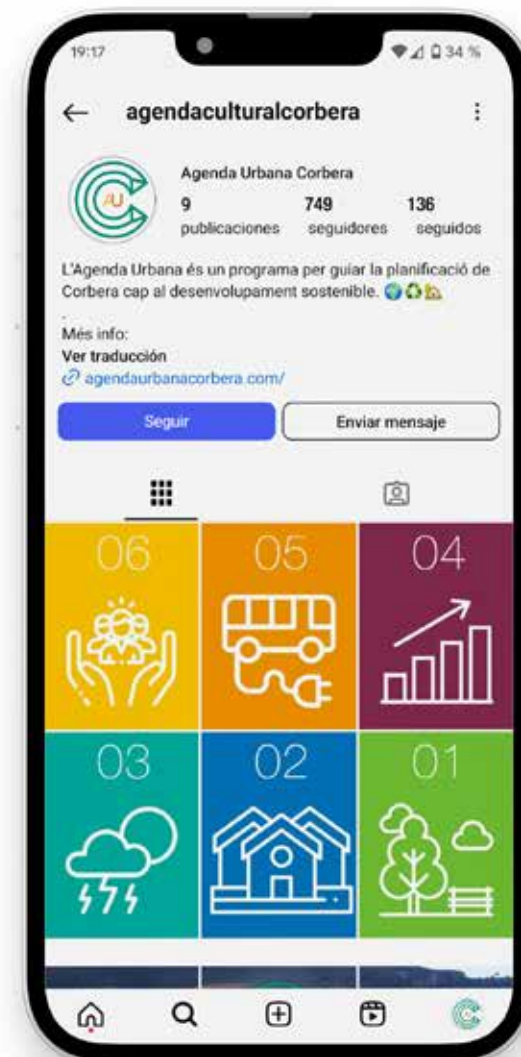 19:17
34 %
agendaculturalcorbera
AU
Agenda Urbana Corbera
9 749 136
publicaciones seguidores seguidos
L'Agenda Urbana és un programa per guiar la planificació de
Corbera cap al desenvolupament sostenible. 🌍♻️🏡
.
Més info:
Ver traducción
agendaurbanacorbera.com/
Seguir Enviar mensaje
06 05 04
03 02 01